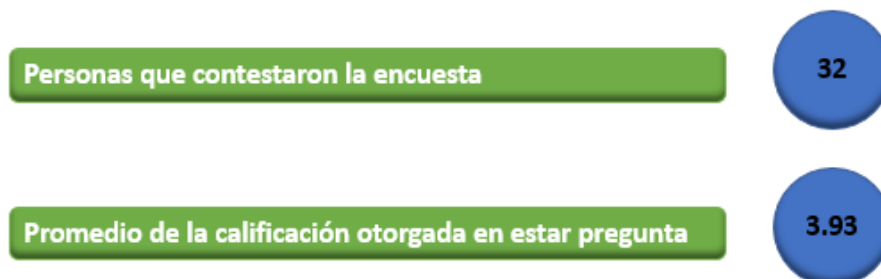 Personas que contestaron la encuesta
32
Promedio de la calificación otorgada en estar pregunta
3.93